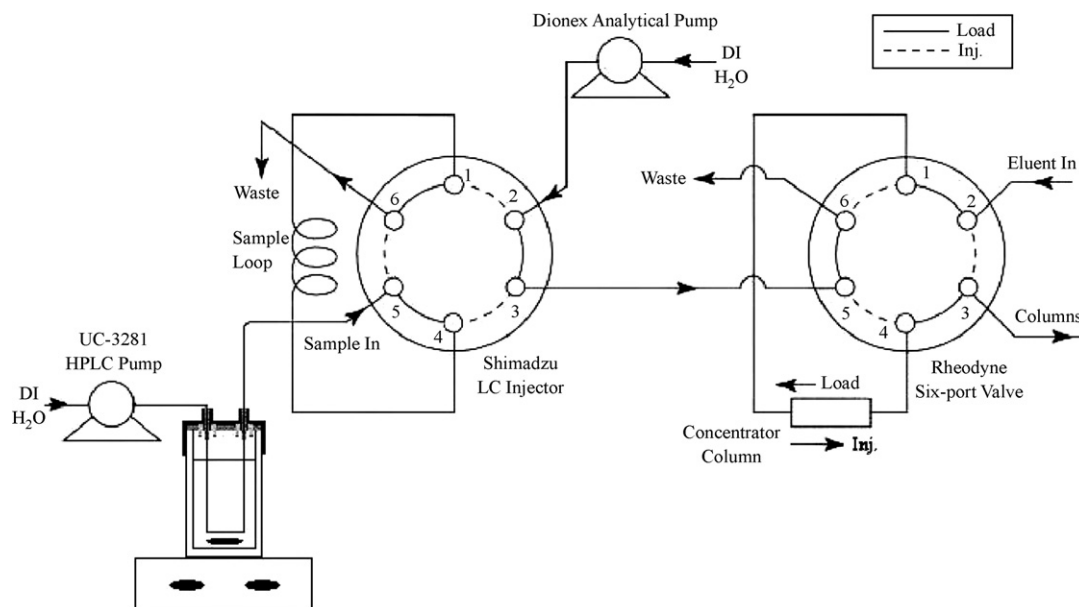 Dionex Analytical Pump
DI
H2O
Load
Inj.
Waste
Sample
Loop
1
2
3
4
5
6
Sample In
Shimadzu
LC Injector
UC-3281
HPLC Pump
DI
H2O
Waste
Eluent In
1
2
3
4
5
6
Columns
Rheodyne
Six-port Valve
Load
Concentrator
Column
Inj.